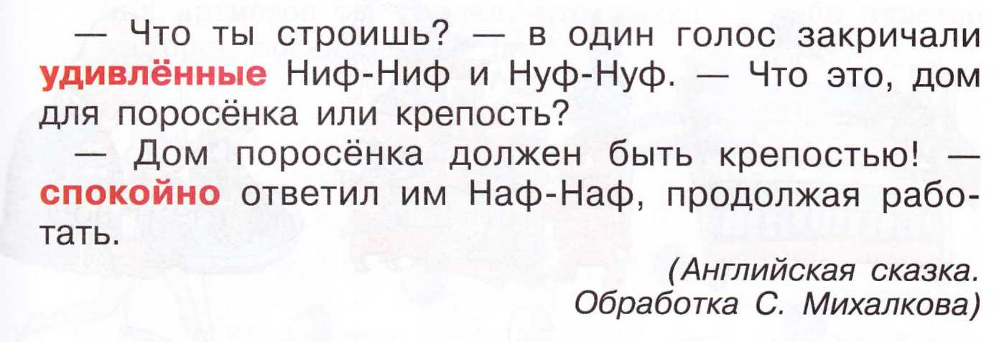 — Что ты строишь? — в один голос закричали
удивлённые Ниф-Ниф и Нуф-Нуф. — Что это, дом
для поросёнка или крепость?
— Дом поросёнка должен быть крепостью! —
спокойно ответил им Наф-Наф, продолжая рабо-
тать.
(Английская сказка.
Обработка С. Михалкова)